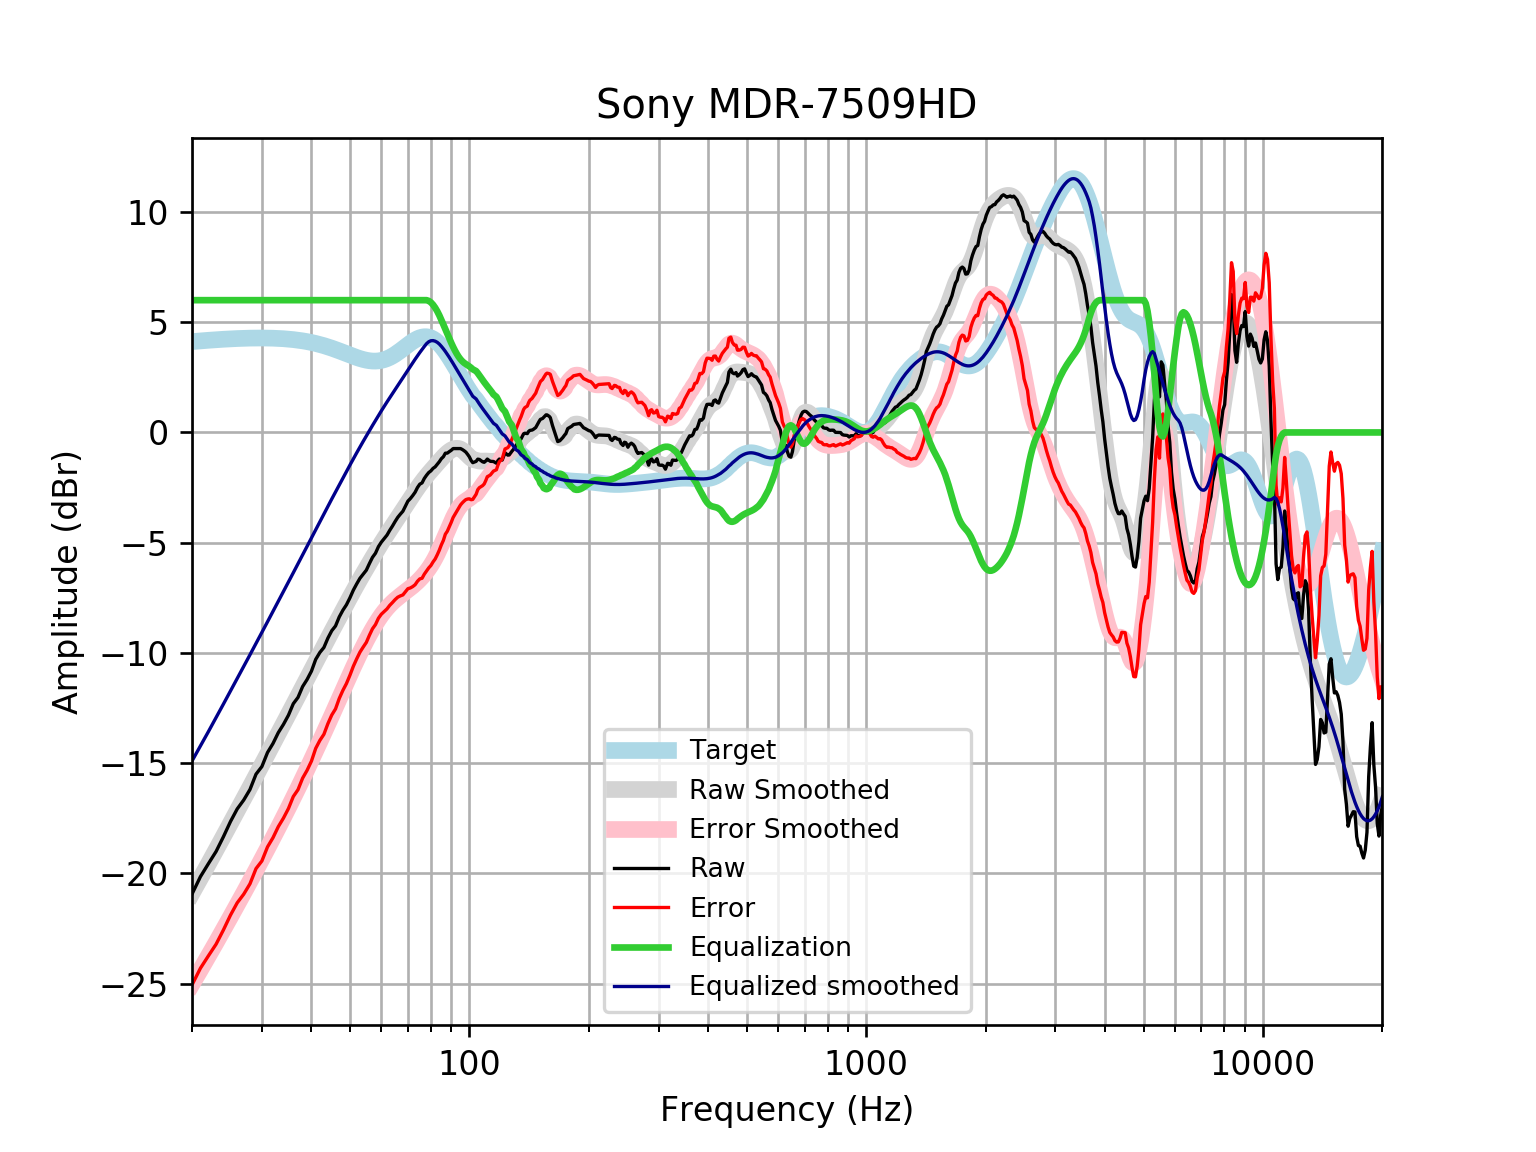 Sony MDR-7509HD
10
5
0
−5
−10
−15
−20
−25
Amplitude (dBr)
Target
Raw Smoothed
Error Smoothed
Raw
Error
Equalization
Equalized smoothed
100
1000
10000
Frequency (Hz)